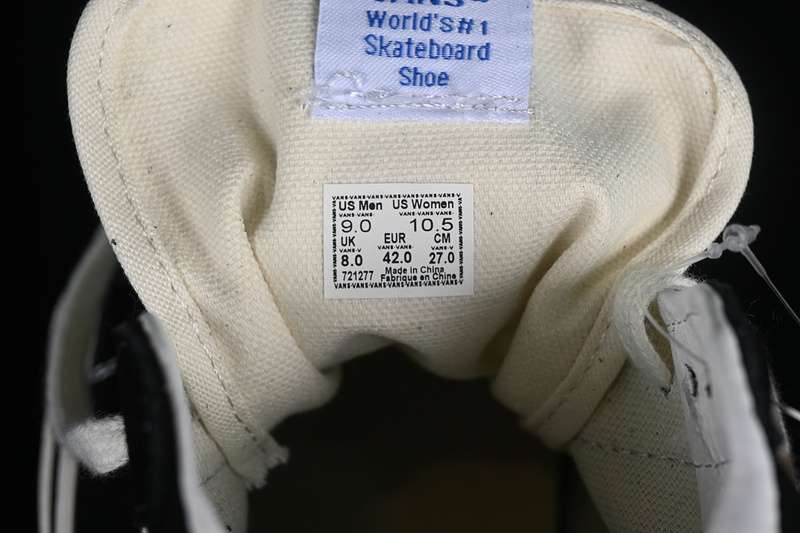 VANS
World's#1
Skateboard
Shoe
VANS·VANS·VANS·VANS·VANS·VANS·V
US Men US Women
VANS·VANS· VANS·VANS·VANS·
9.0 10.5
UK EUR CM
VANS·VANS· VANS·V
8.0 42.0 27.0
721277 Made in China
Fabrique en Chine
VANS·VANS·VANS·VANS·VANS·VANS·VANS·V